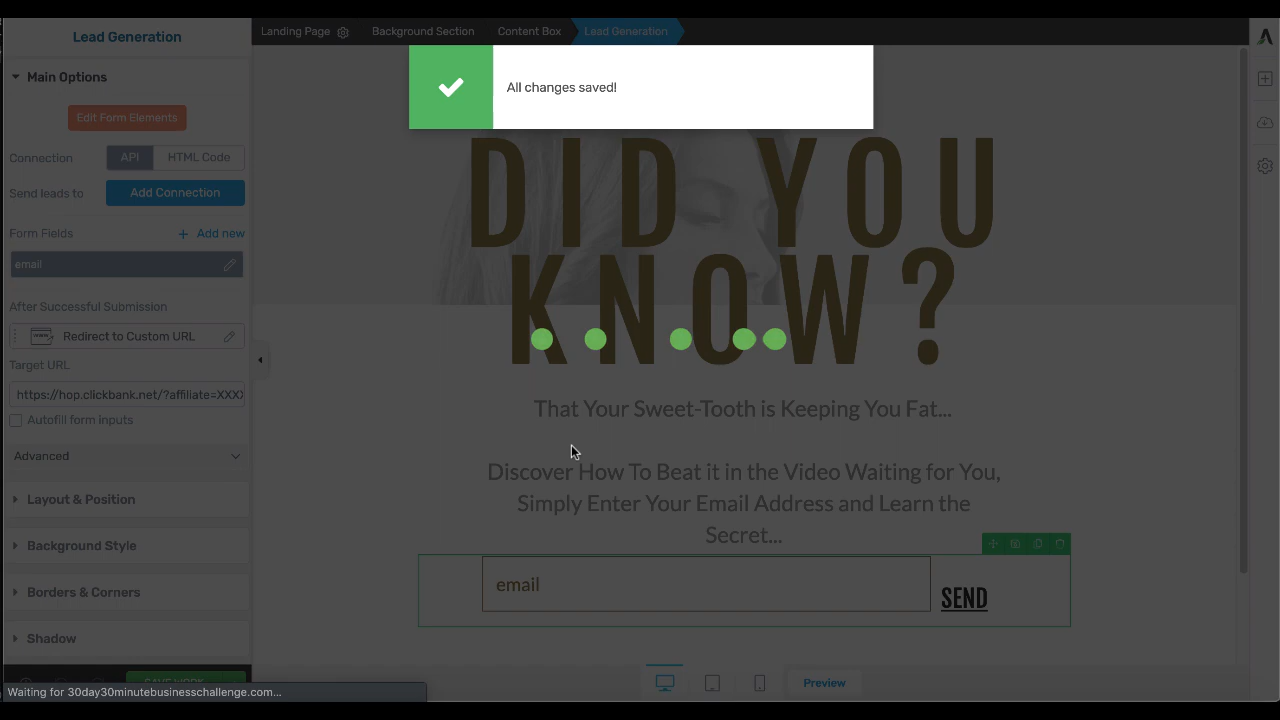 Lead Generation
Landing Page
Background Section
Content Box
Lead Generation
All changes saved!
Main Options
Edit Form Elements
Connection
API
HTML Code
Send leads to
Add Connection
Form Fields
+ Add new
email
After Successful Submission
Redirect to Custom URL
Target URL
https://hop.clickbank.net/?affiliate=XXX
Autofill form inputs
Advanced
Layout & Position
Background Style
Borders & Corners
Shadow
SAVE WORK
Waiting for 30day30minutebusinesschallenge.com...
DID YOU
KNOW?
That Your Sweet-Tooth is Keeping You Fat...
Discover How To Beat it in the Video Waiting for You,
Simply Enter Your Email Address and Learn the
Secret...
email
SEND
Preview